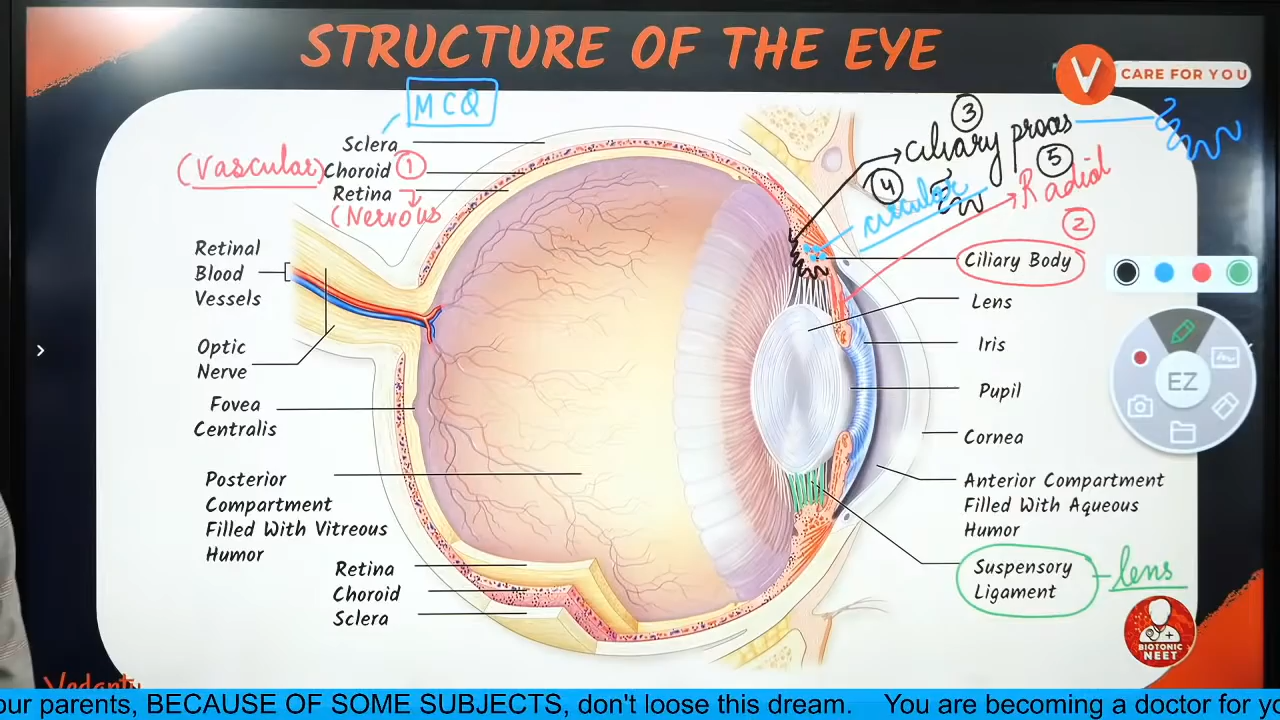 STRUCTURE OF THE EYE
V CARE FOR YOU
MCQ
Sclera
(Vascular) Choroid 1
Retina
(Nervous
3
ciliary proces
5
4
circular
Radial
2
Retinal
Blood
Vessels
Optic
Nerve
Fovea
Centralis
Posterior
Compartment
Filled With Vitreous
Humor
Retina
Choroid
Sclera
Ciliary Body
Lens
Iris
Pupil
Cornea
Anterior Compartment
Filled With Aqueous
Humor
Suspensory
Ligament
lens
EZ
BIOTONIC
NEET
Vedantu
our parents, BECAUSE OF SOME SUBJECTS, don't loose this dream. You are becoming a doctor for yo